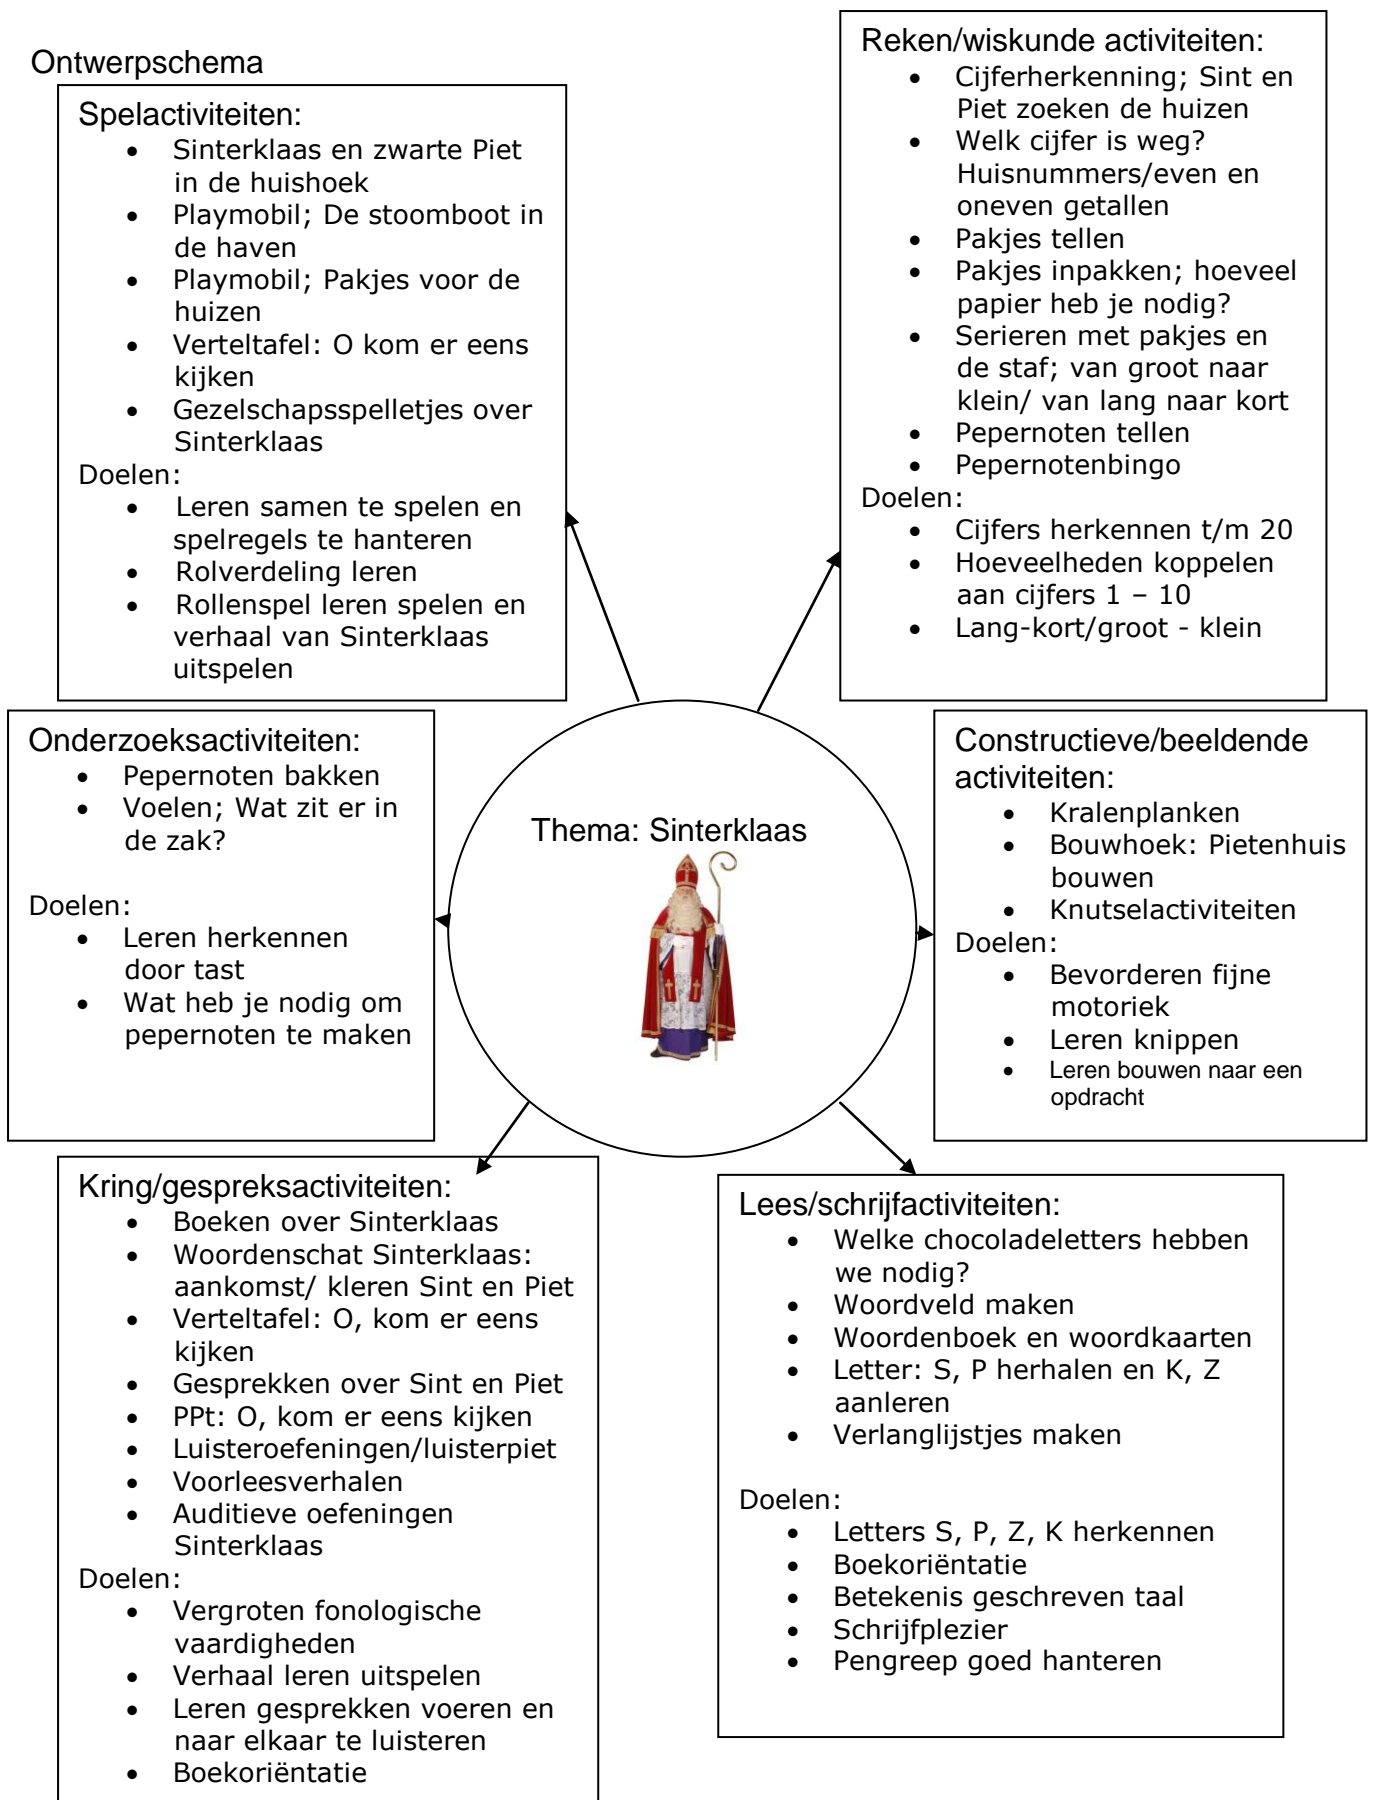 Ontwerpschema
Spelactiviteiten:
• Sinterklaas en zwarte Piet
in de huishoek
• Playmobil; De stoomboot in
de haven
• Playmobil; Pakjes voor de
huizen
• Verteltafel: O kom er eens
kijken
• Gezelschapsspelletjes over
Sinterklaas
Doelen:
• Leren samen te spelen en
spelregels te hanteren
• Rolverdeling leren
• Rollenspel leren spelen en
verhaal van Sinterklaas
uitspelen
Reken/wiskunde activiteiten:
• Cijferherkenning; Sint en
Piet zoeken de huizen
• Welk cijfer is weg?
Huisnummers/even en
oneven getallen
• Pakjes tellen
• Pakjes inpakken; hoeveel
papier heb je nodig?
• Serieren met pakjes en
de staf; van groot naar
klein/ van lang naar kort
• Pepernoten tellen
• Pepernotenbingo
Doelen:
• Cijfers herkennen t/m 20
• Hoeveelheden koppelen
aan cijfers 1 – 10
• Lang-kort/groot - klein
Onderzoeksactiviteiten:
• Pepernoten bakken
• Voelen; Wat zit er in
de zak?
Doelen:
• Leren herkennen
door tast
• Wat heb je nodig om
pepernoten te maken
Thema: Sinterklaas
Constructieve/beeldende
activiteiten:
• Kralenplanken
• Bouwhoek: Pietenhuis
bouwen
• Knutselactiviteiten
Doelen:
• Bevorderen fijne
motoriek
• Leren knippen
• Leren bouwen naar een
opdracht
Kring/gespreksactiviteiten:
• Boeken over Sinterklaas
• Woordenschat Sinterklaas:
aankomst/ kleren Sint en Piet
• Verteltafel: O, kom er eens
kijken
• Gesprekken over Sint en Piet
• PPt: O, kom er eens kijken
• Luisteroefeningen/luisterpiet
• Voorleesverhalen
• Auditieve oefeningen
Sinterklaas
Doelen:
• Vergroten fonologische
vaardigheden
• Verhaal leren uitspelen
• Leren gesprekken voeren en
naar elkaar te luisteren
• Boekoriëntatie
Lees/schrijfactiviteiten:
• Welke chocoladeletters hebben
we nodig?
• Woordveld maken
• Woordenboek en woordkaarten
• Letter: S, P herhalen en K, Z
aanleren
• Verlanglijstjes maken
Doelen:
• Letters S, P, Z, K herkennen
• Boekoriëntatie
• Betekenis geschreven taal
• Schrijfplezier
• Pengreep goed hanteren